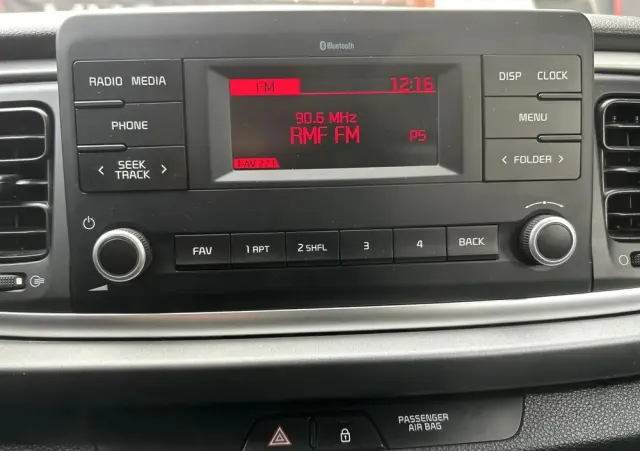 Bluetooth
RADIO MEDIA
PHONE
< SEEK TRACK >
FM 12:16
90.6 MHz
RMF FM P5
DISP CLOCK
MENU
< FOLDER >
FAV 1 RPT 2 SHFL 3 4 BACK
PASSENGER
AIR BAG